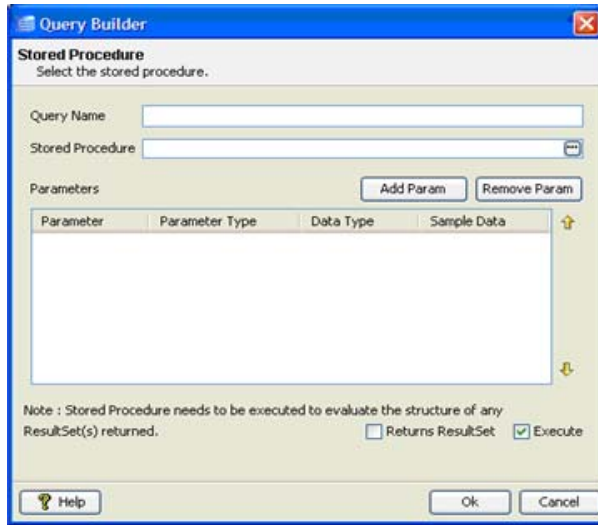 Query Builder
Stored Procedure
Select the stored procedure.
Query Name
Stored Procedure
Parameters Add Param Remove Param
Parameter Parameter Type Data Type Sample Data
Note : Stored Procedure needs to be executed to evaluate the structure of any
ResultSet(s) returned. Returns ResultSet Execute
? Help Ok Cancel